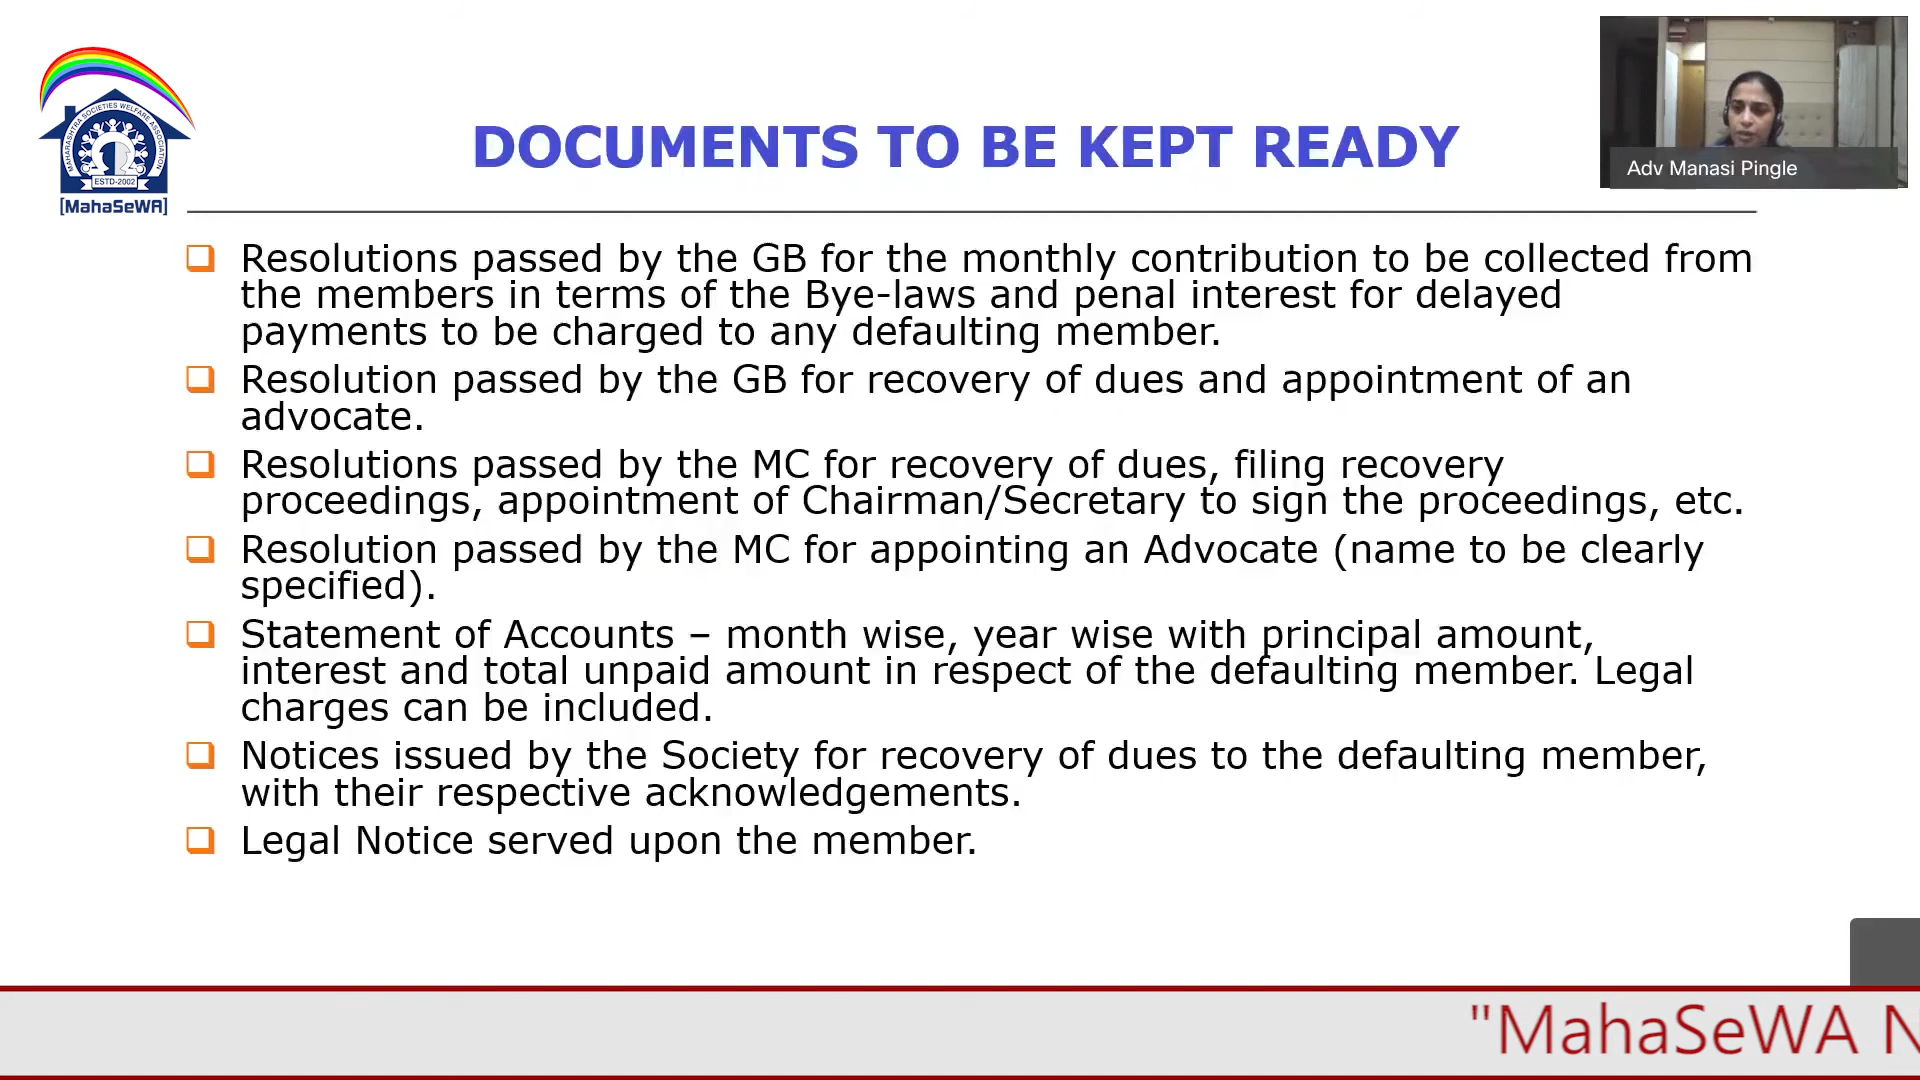 MAHARASHTRA SOCIETIES WELFARE ASSOCIATION
ESTD-2002
[MahaSeWA]
DOCUMENTS TO BE KEPT READY
Adv Manasi Pingle
Resolutions passed by the GB for the monthly contribution to be collected from
the members in terms of the Bye-laws and penal interest for delayed
payments to be charged to any defaulting member.
Resolution passed by the GB for recovery of dues and appointment of an
advocate.
Resolutions passed by the MC for recovery of dues, filing recovery
proceedings, appointment of Chairman/Secretary to sign the proceedings, etc.
Resolution passed by the MC for appointing an Advocate (name to be clearly
specified).
Statement of Accounts – month wise, year wise with principal amount,
interest and total unpaid amount in respect of the defaulting member. Legal
charges can be included.
Notices issued by the Society for recovery of dues to the defaulting member,
with their respective acknowledgements.
Legal Notice served upon the member.
"MahaSeWA N